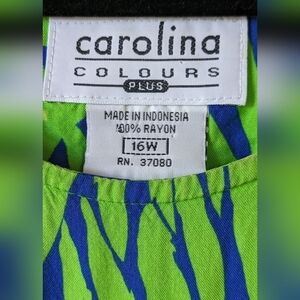 carolina
COLOURS
PLUS
MADE IN INDONESIA
100% RAYON
16W
RN. 37080